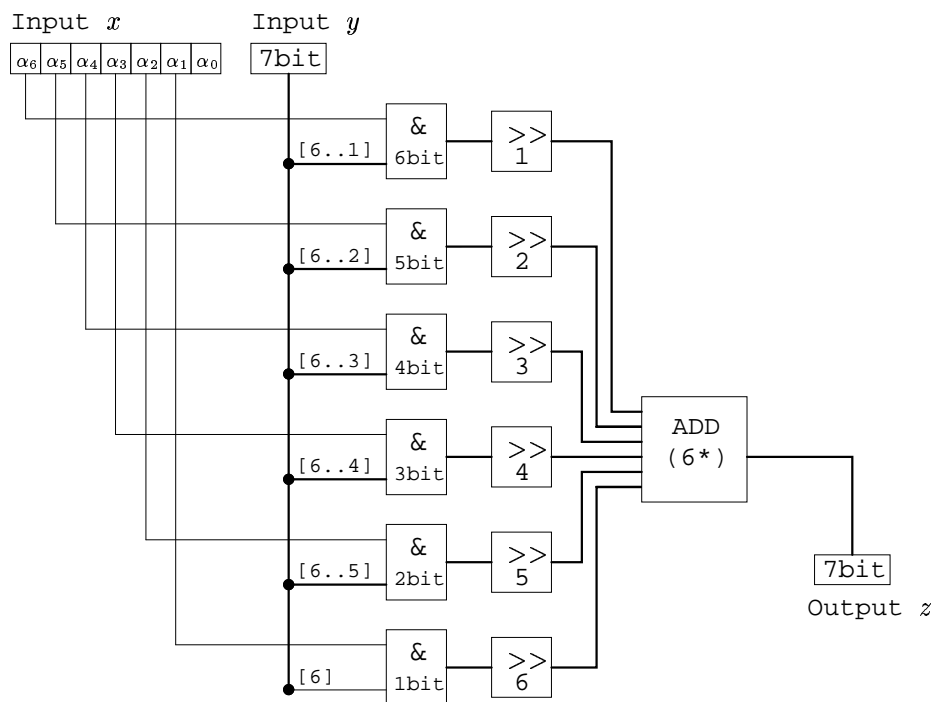 Input x Input y
α6 α5 α4 α3 α2 α1 α0 7bit
& >>
[6..1] 6bit 1
& >>
[6..2] 5bit 2
& >>
[6..3] 4bit 3
ADD
(6*)
& >>
[6..4] 3bit 4
& >>
[6..5] 2bit 5
7bit
Output z
& >>
[6] 1bit 6